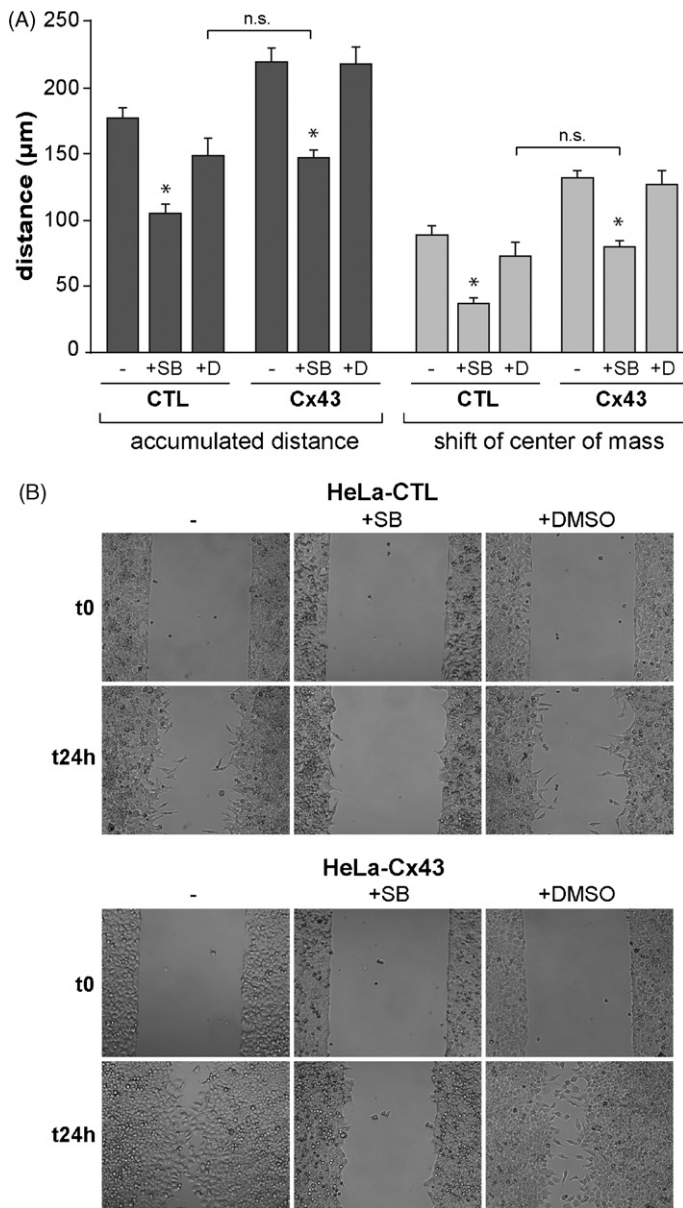 (A)
distance (µm)
250
200
150
100
50
0
n.s.
n.s.
*
*
*
*
- +SB +D - +SB +D - +SB +D - +SB +D
CTL Cx43 CTL Cx43
accumulated distance shift of center of mass
(B)
HeLa-CTL
- +SB +DMSO
t0
t24h
HeLa-Cx43
- +SB +DMSO
t0
t24h